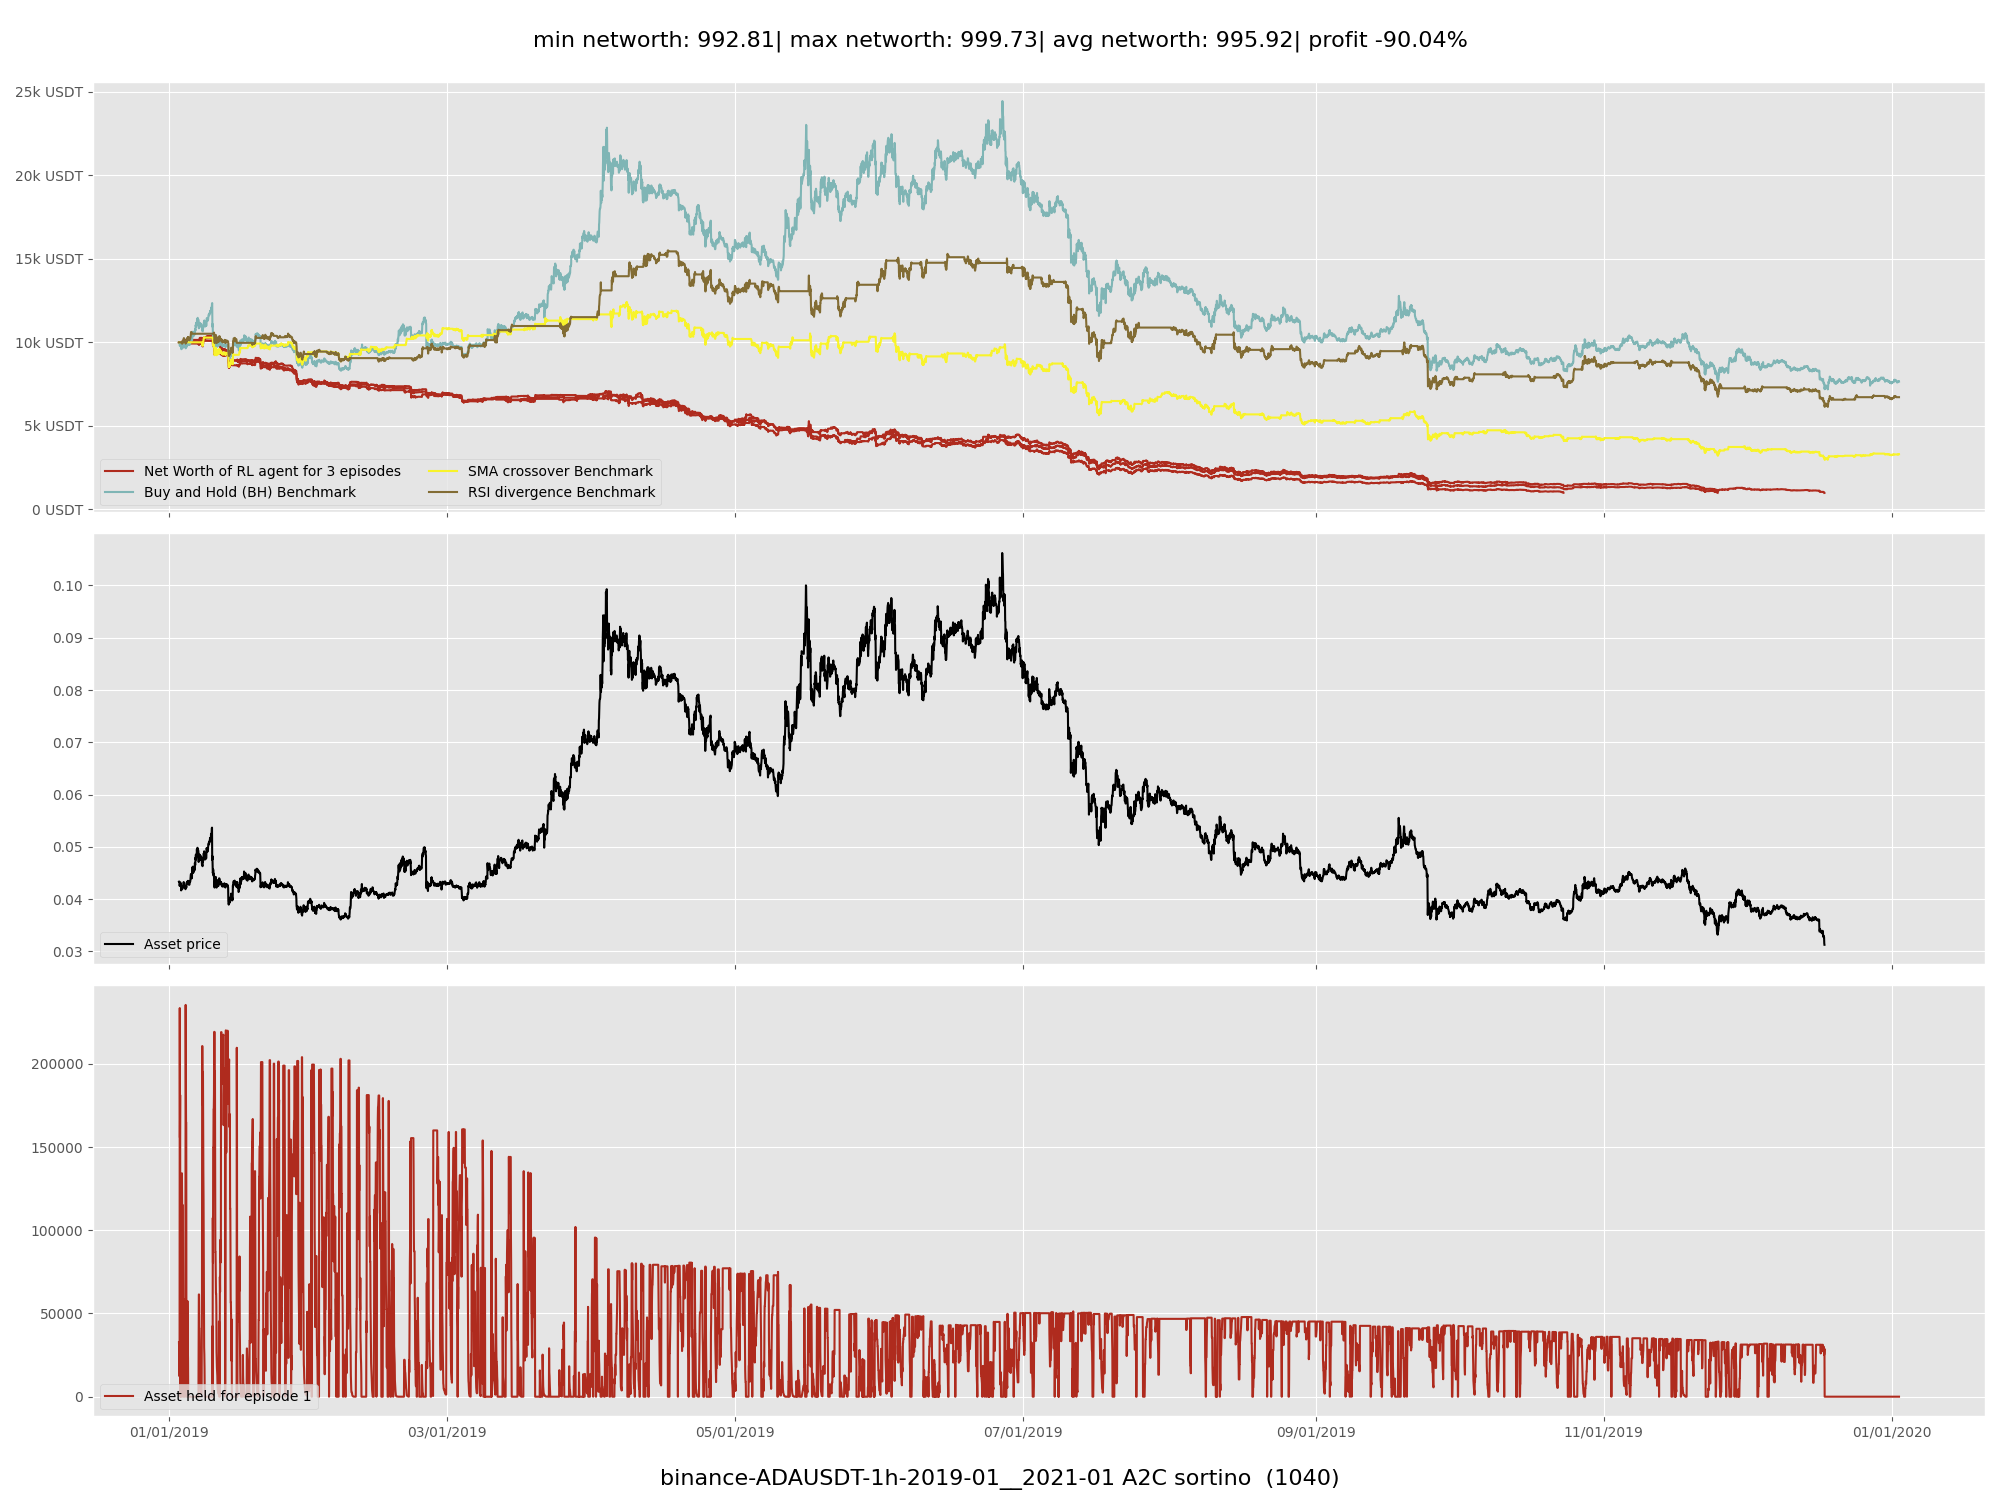 min networth: 992.81| max networth: 999.73| avg networth: 995.92| profit -90.04%
25k USDT
20k USDT
15k USDT
10k USDT
5k USDT
0 USDT
Net Worth of RL agent for 3 episodes
Buy and Hold (BH) Benchmark
SMA crossover Benchmark
RSI divergence Benchmark
0.10
0.09
0.08
0.07
0.06
0.05
0.04
0.03
Asset price
200000
150000
100000
50000
0
Asset held for episode 1
01/01/2019 03/01/2019 05/01/2019 07/01/2019 09/01/2019 11/01/2019 01/01/2020
binance-ADAUSDT-1h-2019-01__2021-01 A2C sortino  (1040)